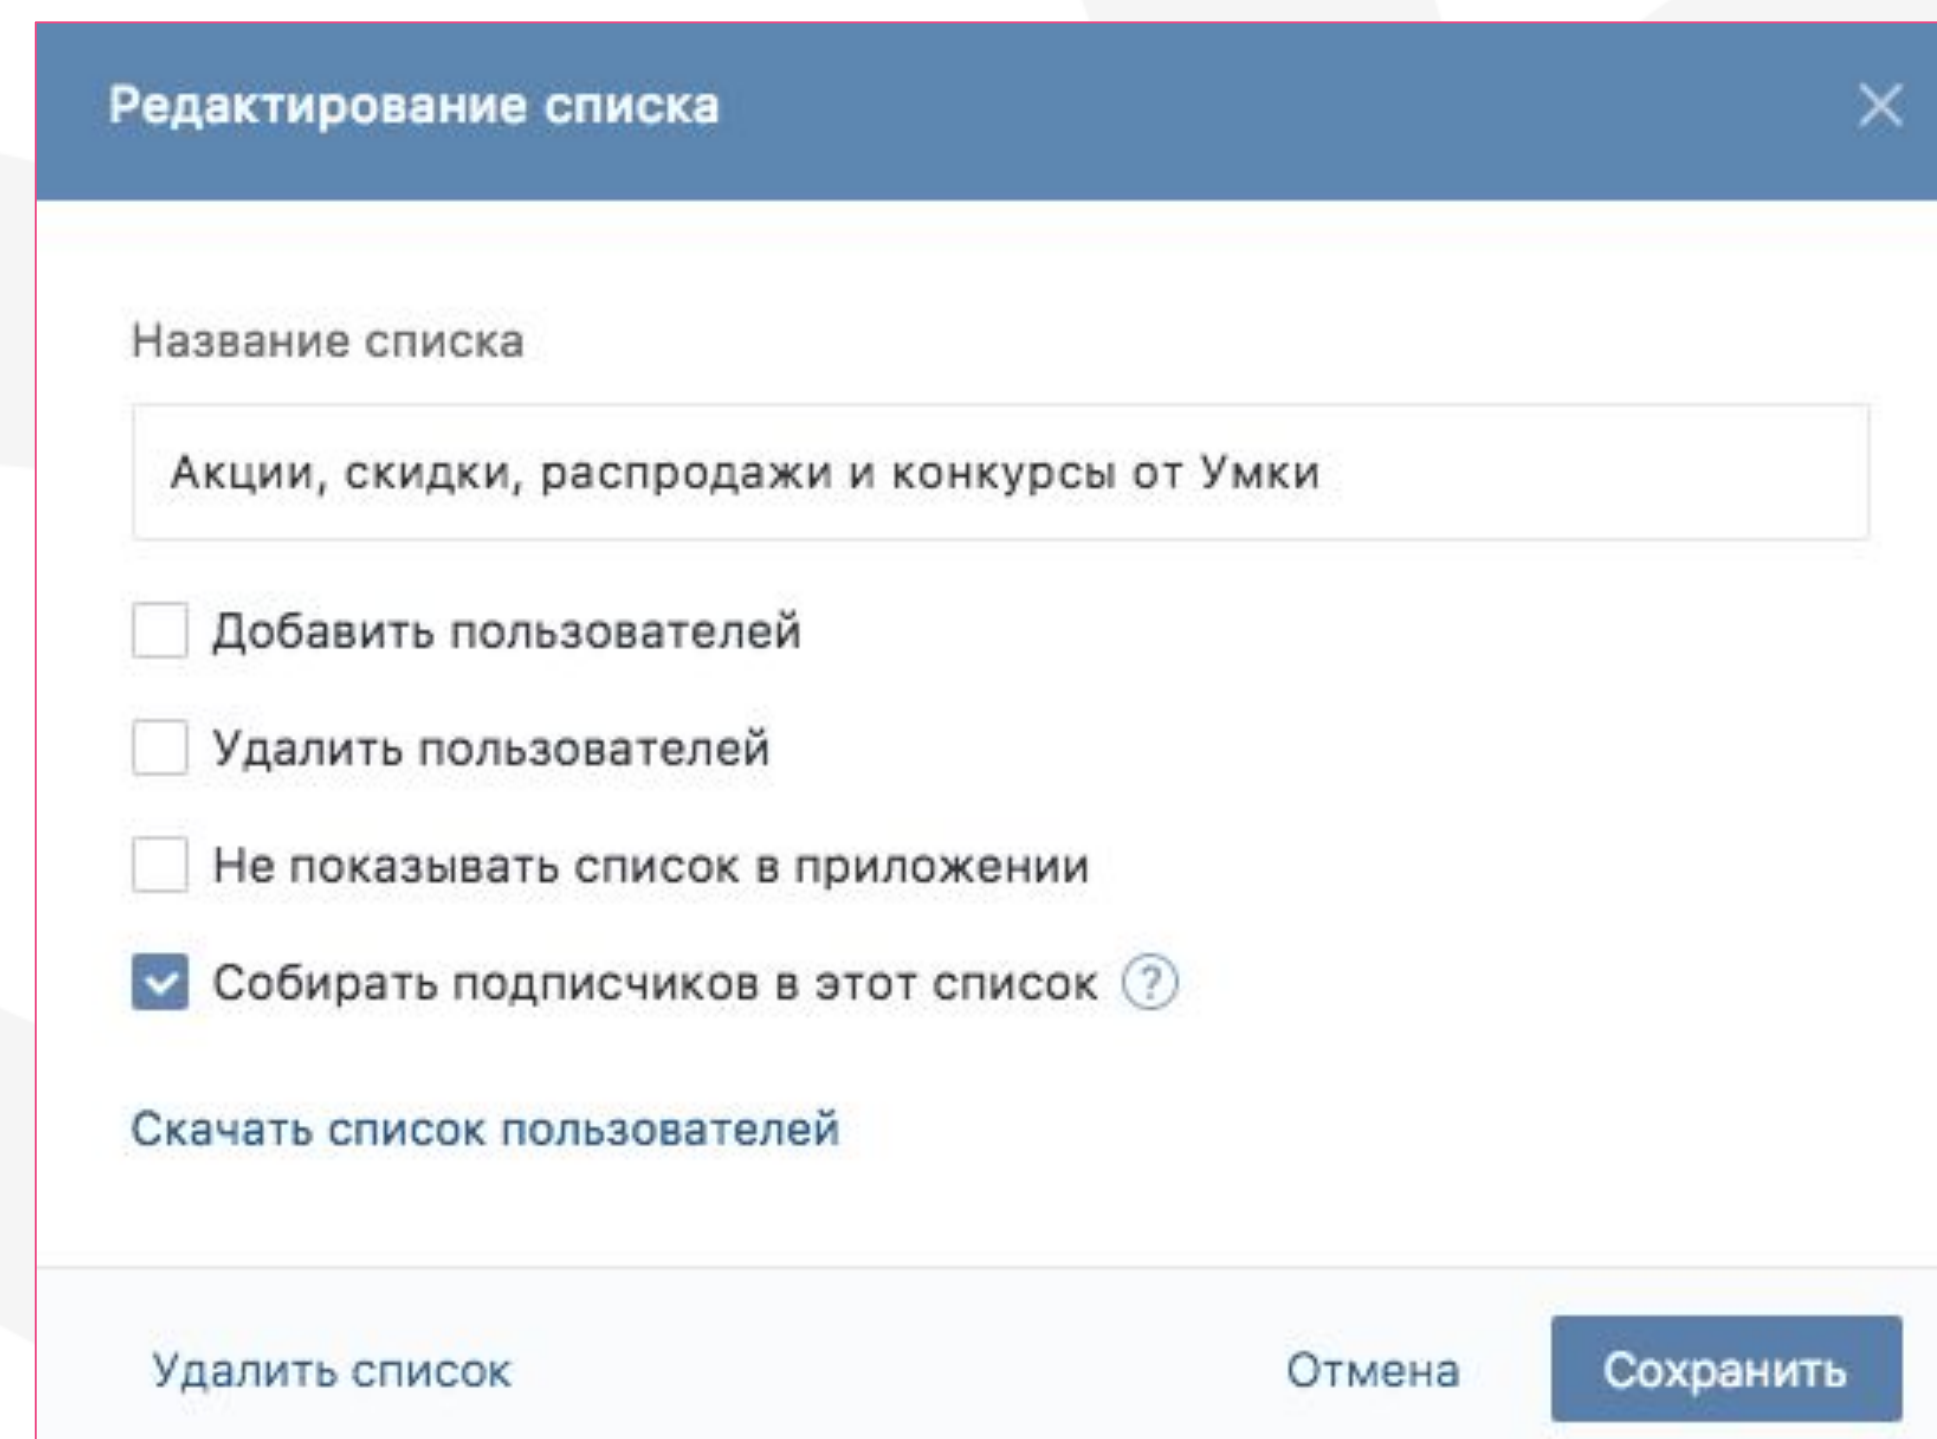 Редактирование списка
Название списка
Акции, скидки, распродажи и конкурсы от Умки
Добавить пользователей
Удалить пользователей
Не показывать список в приложении
Собирать подписчиков в этот список ?
Скачать список пользователей
Удалить список Отмена Сохранить